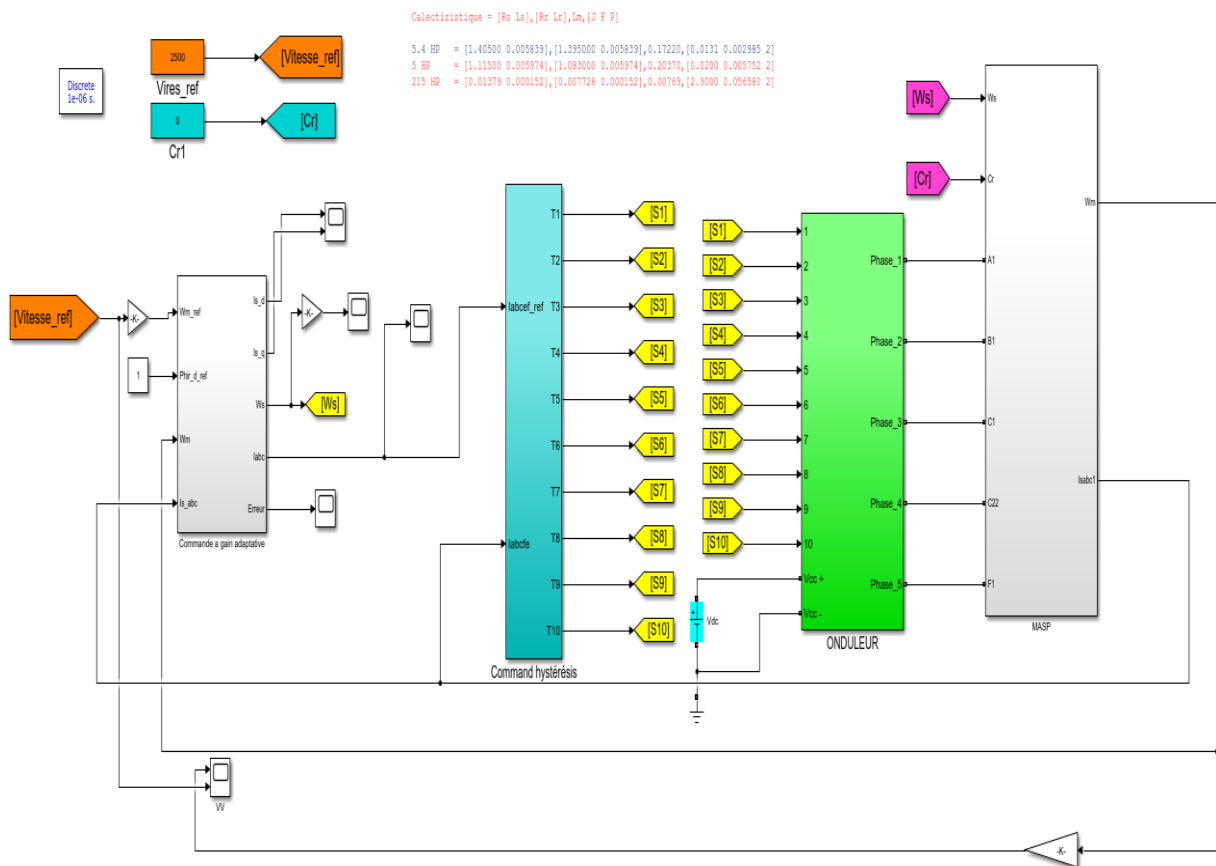 Calectiristique = [Rs Ls],[Rr Lr],Lm,[J F P]
5.4 HP = [1.40500 0.005839],[1.395000 0.005839],0.17220,[0.0131 0.002985 2]
5 HP = [1.11500 0.005974],[1.083000 0.005974],0.20370,[0.0200 0.005752 2]
215 HP = [0.01379 0.000152],[0.007728 0.000152],0.00769,[2.9000 0.056580 2]
Discrete
1e-06 s.
2500
Vires_ref
[Vitesse_ref]
0
Cr1
[Cr]
[Vitesse_ref]
-K-
1
Wm_ref
Phir_d_ref
Wm
Is_abc
Is_d
Is_q
Ws
Iabc
Erreur
Commande a gain adaptative
-K-
[Ws]
Iabcef_ref
Iabcfe
T1
T2
T3
T4
T5
T6
T7
T8
T9
T10
Command hystérésis
[S1]
[S2]
[S3]
[S4]
[S5]
[S6]
[S7]
[S8]
[S9]
[S10]
[S1]
[S2]
[S3]
[S4]
[S5]
[S6]
[S7]
[S8]
[S9]
[S10]
1
2
3
4
5
6
7
8
9
10
Vcc +
Vcc -
Phase_1
Phase_2
Phase_3
Phase_4
Phase_5
ONDULEUR
+
Vdc
[Ws]
[Cr]
Ws
Cr
A1
B1
C1
C22
F1
Wm
Isabc1
MASP
VV
-K-